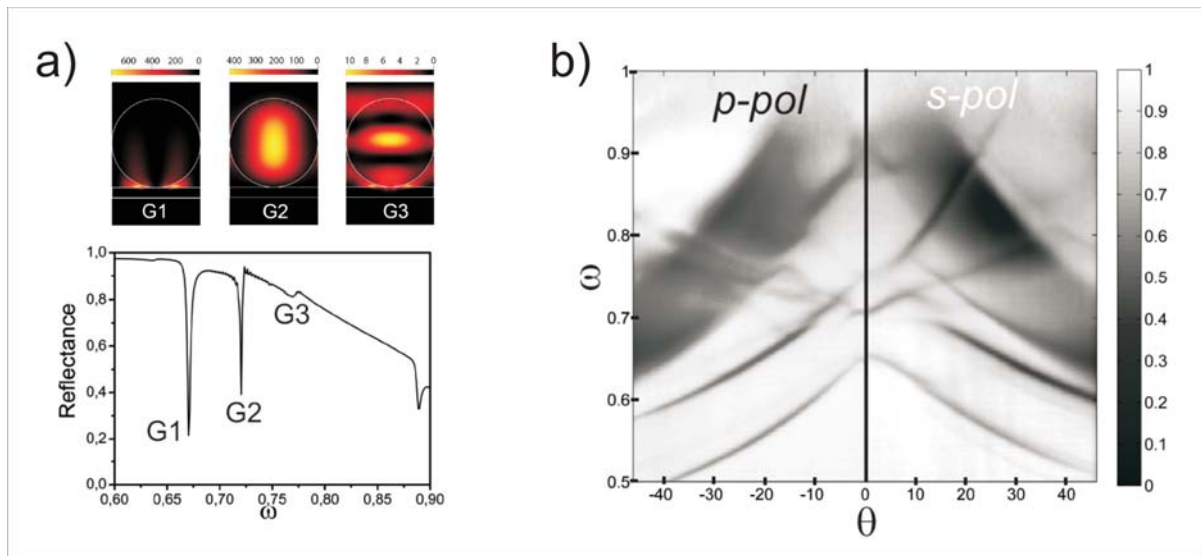 a)
600 400 200 0
400 300 200 100 0
10 8 6 4 2 0
G1
G2
G3
1,0
0,8
0,6
0,4
0,2
0,0
Reflectance
G1
G2
G3
0,60 0,65 0,70 0,75 0,80 0,85 0,90
ω
b)
p-pol
s-pol
1
0.9
0.8
0.7
0.6
0.5
ω
-40 -30 -20 -10 0 10 20 30 40
θ
1
0.9
0.8
0.7
0.6
0.5
0.4
0.3
0.2
0.1
0